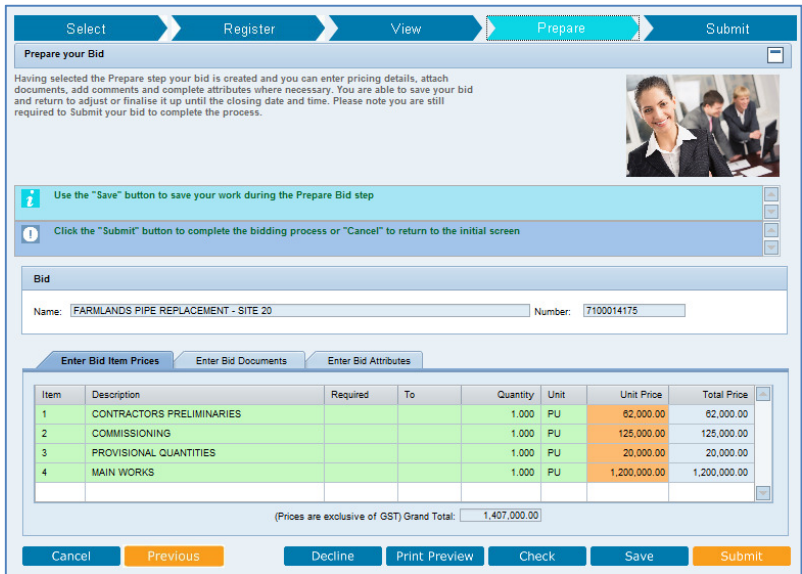 Select Register View Prepare Submit
Prepare your Bid
Having selected the Prepare step your bid is created and you can enter pricing details, attach
documents, add comments and complete attributes where necessary. You are able to save your bid
and return to adjust or finalise it up until the closing date and time. Please note you are still
required to Submit your bid to complete the process.
Use the "Save" button to save your work during the Prepare Bid step
Click the "Submit" button to complete the bidding process or "Cancel" to return to the initial screen
Bid
Name: FARMLANDS PIPE REPLACEMENT - SITE 20 Number: 7100014175
Enter Bid Item Prices Enter Bid Documents Enter Bid Attributes
Item Description Required To Quantity Unit Unit Price Total Price
1 CONTRACTORS PRELIMINARIES 1.000 PU 62,000.00 62,000.00
2 COMMISSIONING 1.000 PU 125,000.00 125,000.00
3 PROVISIONAL QUANTITIES 1.000 PU 20,000.00 20,000.00
4 MAIN WORKS 1.000 PU 1,200,000.00 1,200,000.00
(Prices are exclusive of GST) Grand Total: 1,407,000.00
Cancel Previous Decline Print Preview Check Save Submit